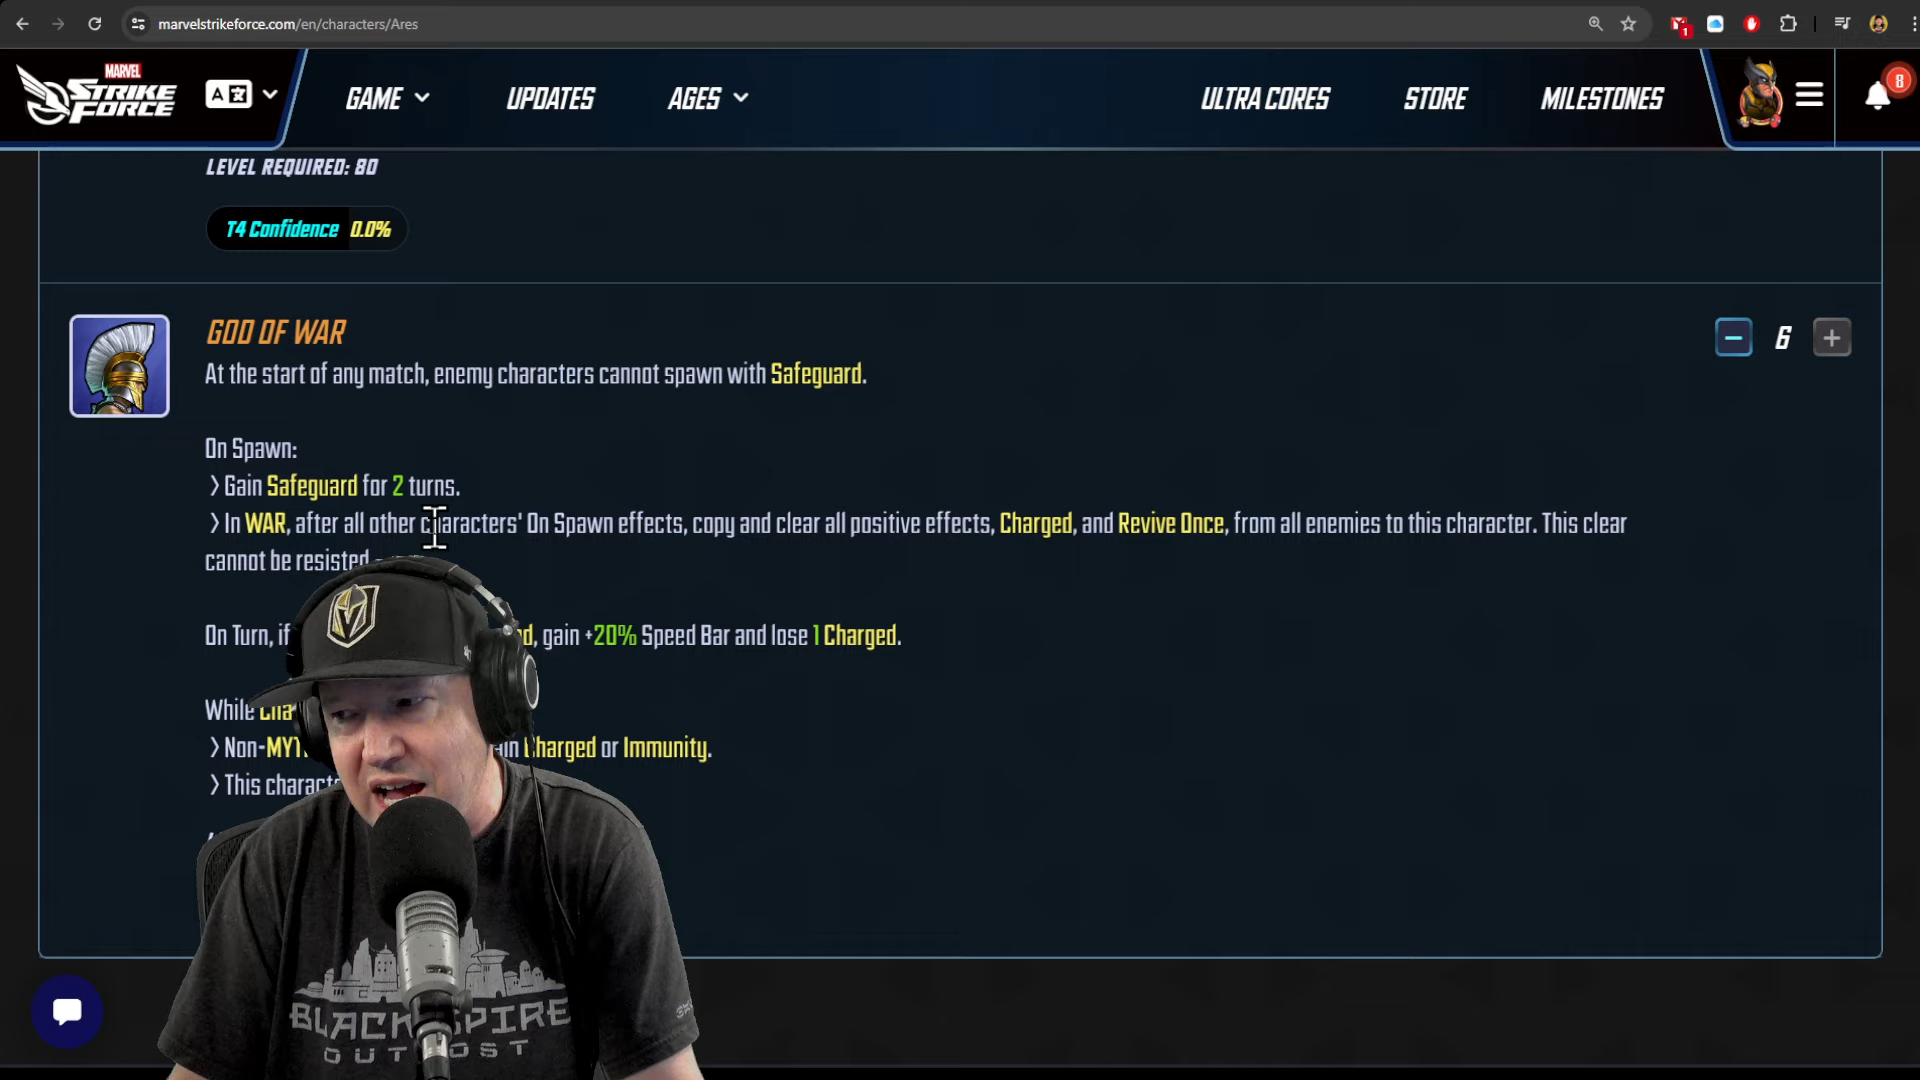 marvelstrikeforce.com/en/characters/Ares
1
MARVEL
STRIKE
FORCE
A
GAME
UPDATES
AGES
ULTRA CORES
STORE
MILESTONES
8
LEVEL REQUIRED: 80
T4 Confidence 0.0%
GOD OF WAR
6
At the start of any match, enemy characters cannot spawn with Safeguard.
On Spawn:
> Gain Safeguard for 2 turns.
> In WAR, after all other characters' On Spawn effects, copy and clear all positive effects, Charged, and Revive Once, from all enemies to this character. This clear
cannot be resisted
On Turn, if gain +20% Speed Bar and lose 1 Charged.
While
> Non- Charged or Immunity.
> This
BLACK SPIRE
OUTPOST